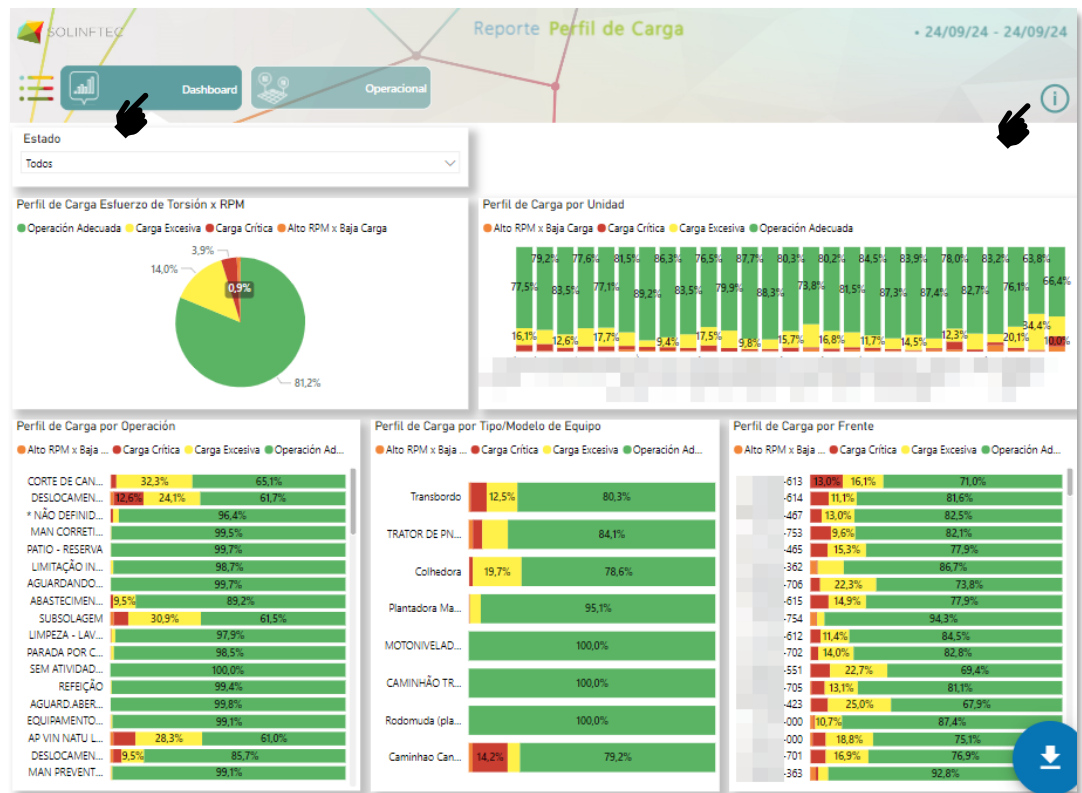 SOLINFTEC
Reporte Perfil de Carga
• 24/09/24 - 24/09/24
Dashboard
Operacional
i
Estado
Todos
Perfil de Carga Esfuerzo de Torsión x RPM
Operación Adecuada Carga Excesiva Carga Crítica Alto RPM x Baja Carga
3,9%
14,0%
0,9%
81,2%
Perfil de Carga por Unidad
Alto RPM x Baja Carga Carga Crítica Carga Excesiva Operación Adecuada
79,2% 77,6% 81,5% 86,3% 76,5% 87,7% 80,3% 80,2% 84,5% 83,9% 78,0% 83,2% 63,8%
77,5% 83,5% 77,1% 89,2% 83,5% 79,9% 88,3% 73,8% 81,5% 87,3% 87,4% 82,7% 76,1% 66,4%
16,1% 12,6% 17,7% 9,4% 17,5% 9,8% 15,7% 16,8% 11,7% 14,5% 12,3% 20,1% 34,4% 10,0%
Perfil de Carga por Operación
Alto RPM x Baja ... Carga Crítica Carga Excesiva Operación Ad...
CORTE DE CAN... 32,3% 65,1%
DESLOCAMEN... 12,6% 24,1% 61,7%
* NÃO DEFINID... 96,4%
MAN CORRETI... 99,5%
PATIO - RESERVA 99,7%
LIMITAÇÃO IN... 98,7%
AGUARDANDO... 99,7%
ABASTECIMEN... 9,5% 89,2%
SUBSOLAGEM 30,9% 61,5%
LIMPEZA - LAV... 97,9%
PARADA POR C... 98,5%
SEM ATIVIDAD... 100,0%
REFEIÇÃO 99,4%
AGUARD.ABER... 99,8%
EQUIPAMENTO... 99,1%
AP VIN NATU L... 28,3% 61,0%
DESLOCAMEN... 9,5% 85,7%
MAN PREVENT... 99,1%
Perfil de Carga por Tipo/Modelo de Equipo
Alto RPM x Baja ... Carga Crítica Carga Excesiva Operación Ad...
Transbordo 12,5% 80,3%
TRATOR DE PN... 84,1%
Colhedora 19,7% 78,6%
Plantadora Ma... 95,1%
MOTONIVELAD... 100,0%
CAMINHÃO TR... 100,0%
Rodomuda (pla... 100,0%
Caminhao Can... 14,2% 79,2%
Perfil de Carga por Frente
Alto RPM x Baja ... Carga Crítica Carga Excesiva Operación Ad...
-613 13,0% 16,1% 71,0%
-614 11,1% 81,6%
-467 13,0% 82,5%
-753 9,6% 82,1%
-465 15,3% 77,9%
-362 86,7%
-706 22,3% 73,8%
-615 14,9% 77,9%
-754 94,3%
-612 11,4% 84,5%
-702 14,0% 82,8%
-551 22,7% 69,4%
-705 13,1% 81,1%
-423 25,0% 67,9%
-000 10,7% 87,4%
-000 18,8% 75,1%
-701 16,9% 76,9%
-363 92,8%